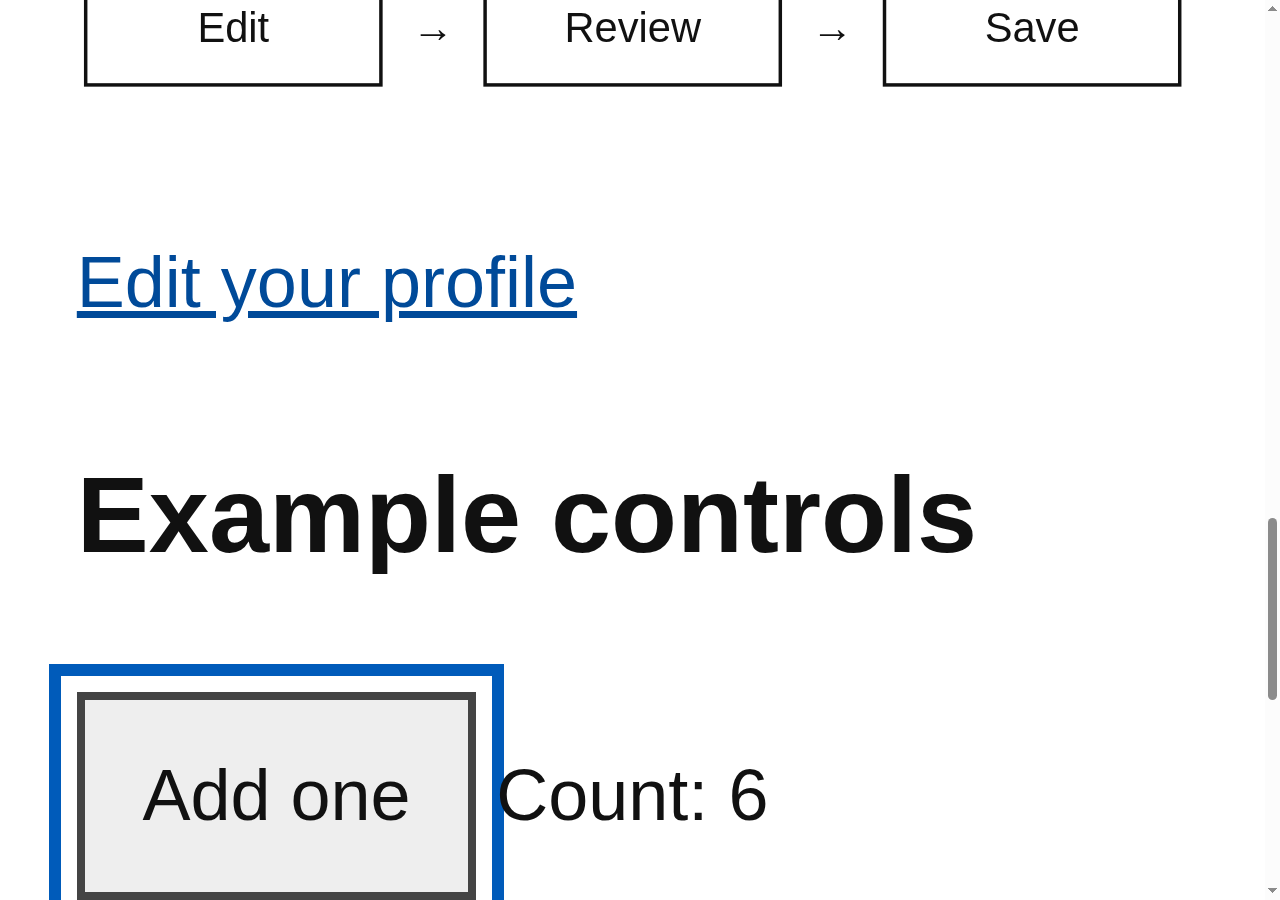 Edit → Review → Save
Edit your profile
Example controls
Add one Count: 6